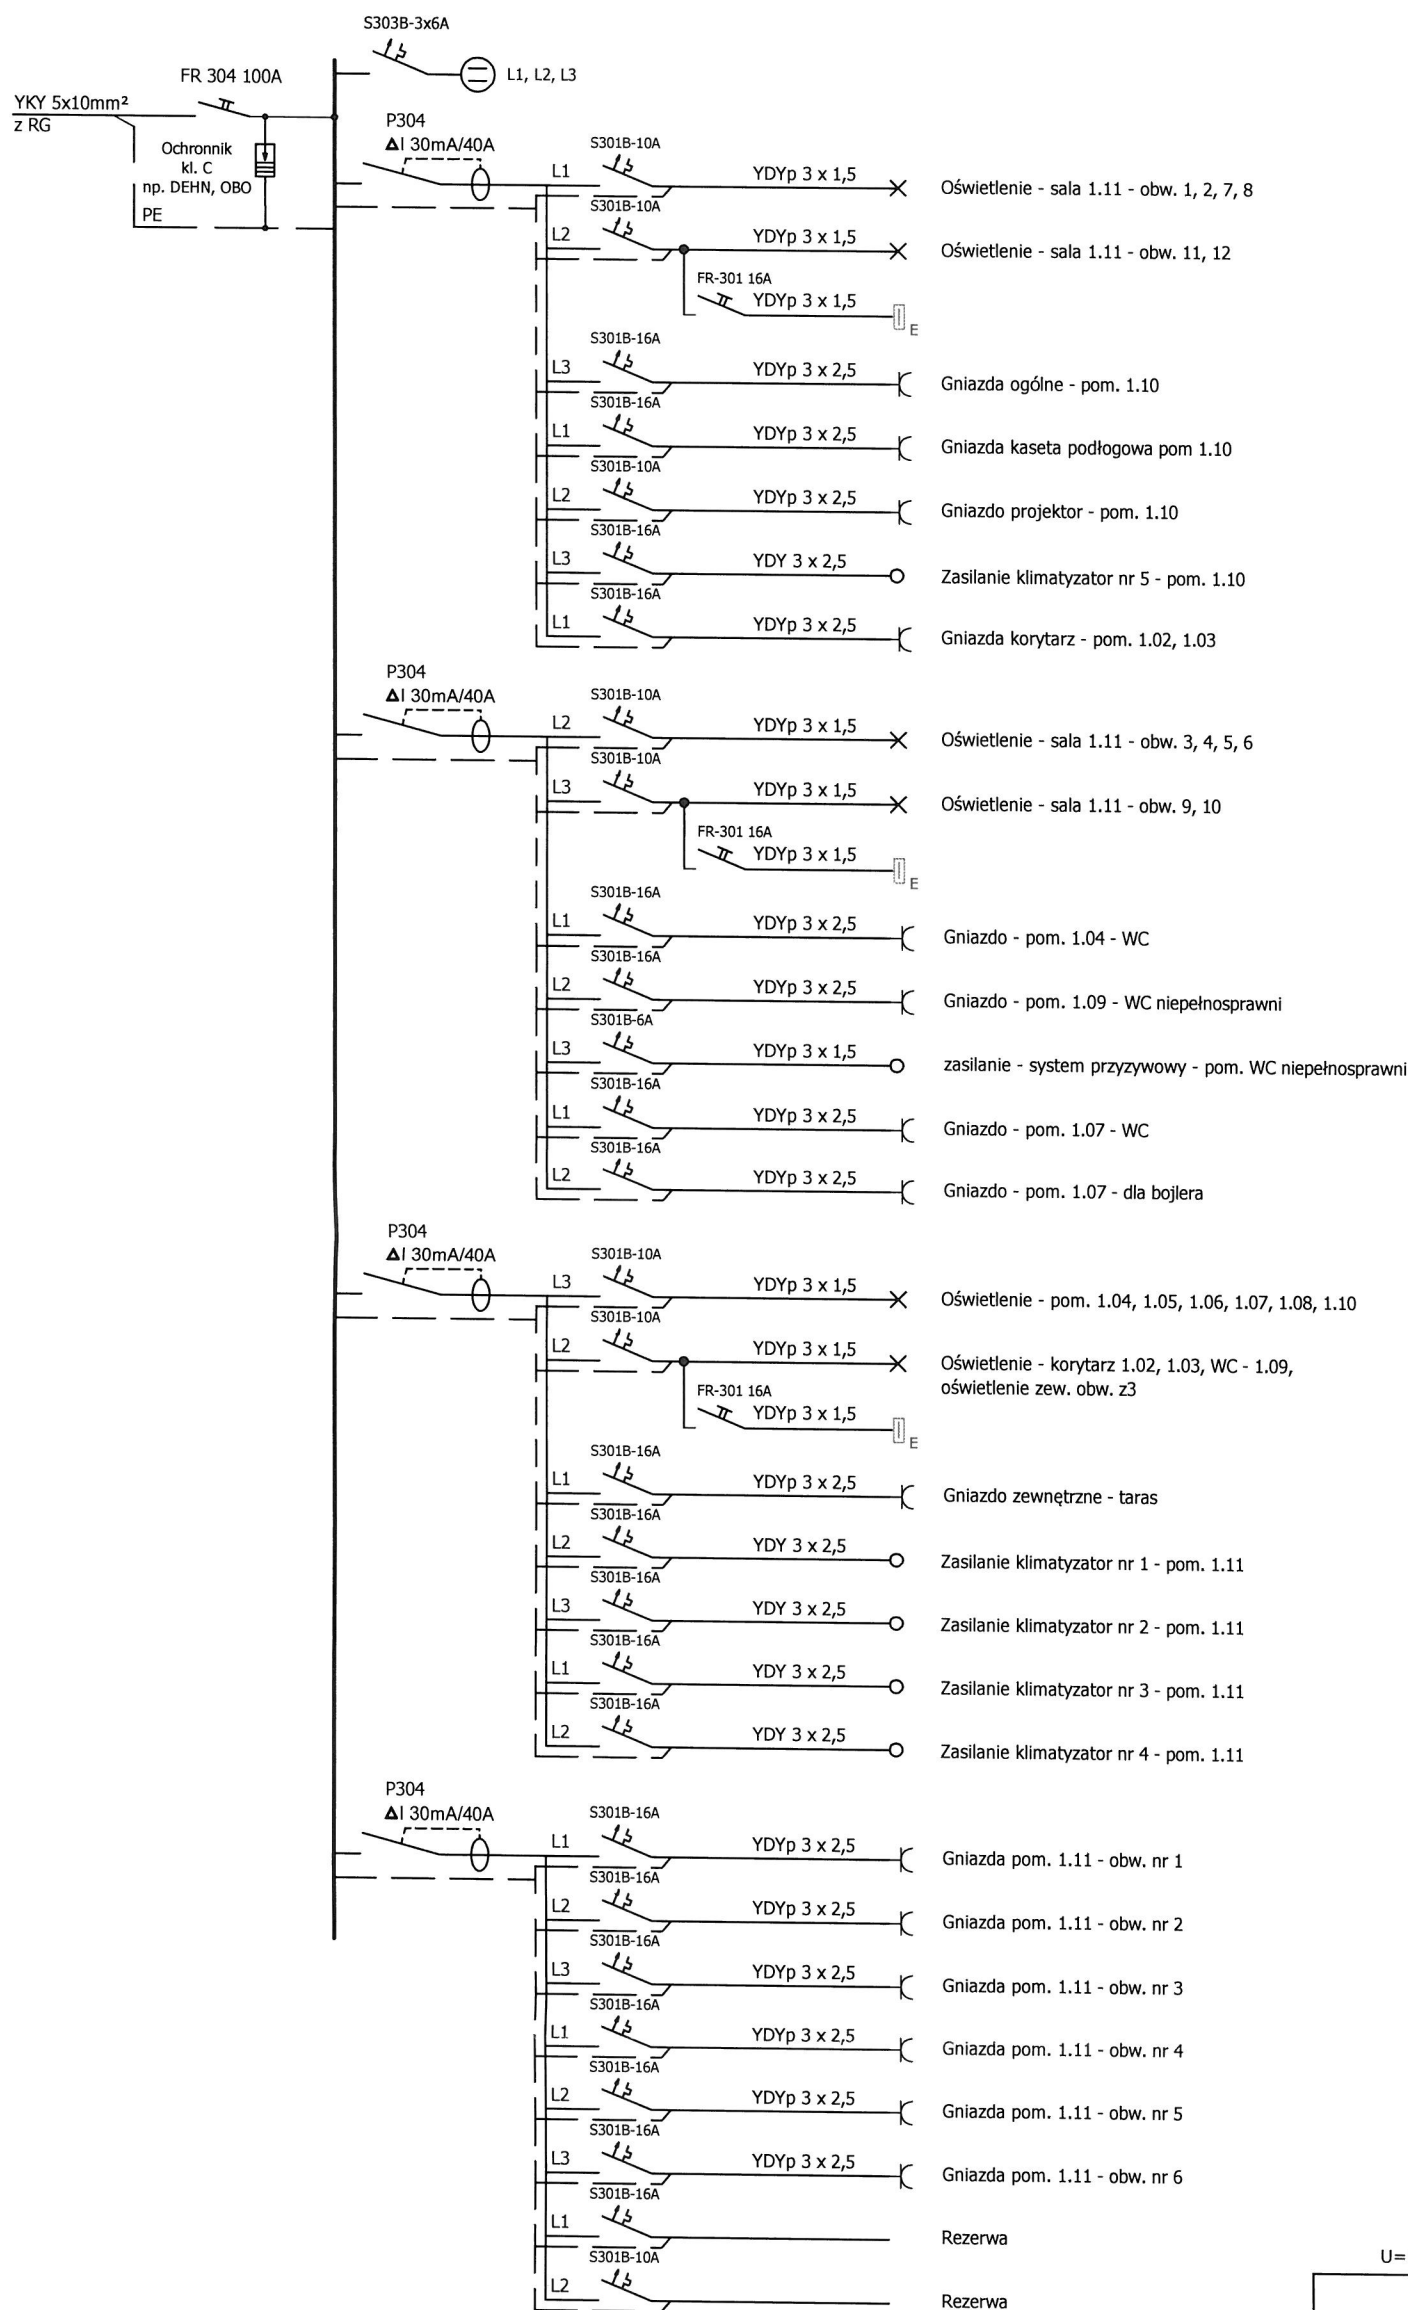 S303B-3x6A
L1, L2, L3
FR 304 100A
YKY 5x10mm²
z RG
Ochronnik
kl. C
np. DEHN, OBO
PE
P304
ΔI 30mA/40A
S301B-10A
L1
YDYp 3 x 1,5
Oświetlenie - sala 1.11 - obw. 1, 2, 7, 8
S301B-10A
L2
YDYp 3 x 1,5
Oświetlenie - sala 1.11 - obw. 11, 12
FR-301 16A
YDYp 3 x 1,5
E
S301B-16A
L3
YDYp 3 x 2,5
Gniazda ogólne - pom. 1.10
S301B-16A
L1
YDYp 3 x 2,5
Gniazda kaseta podłogowa pom 1.10
S301B-10A
L2
YDYp 3 x 2,5
Gniazdo projektor - pom. 1.10
S301B-16A
L3
YDY 3 x 2,5
Zasilanie klimatyzator nr 5 - pom. 1.10
S301B-16A
L1
YDYp 3 x 2,5
Gniazda korytarz - pom. 1.02, 1.03
P304
ΔI 30mA/40A
S301B-10A
L2
YDYp 3 x 1,5
Oświetlenie - sala 1.11 - obw. 3, 4, 5, 6
S301B-10A
L3
YDYp 3 x 1,5
Oświetlenie - sala 1.11 - obw. 9, 10
FR-301 16A
YDYp 3 x 1,5
E
S301B-16A
L1
YDYp 3 x 2,5
Gniazdo - pom. 1.04 - WC
S301B-16A
L2
YDYp 3 x 2,5
Gniazdo - pom. 1.09 - WC niepełnosprawni
S301B-6A
L3
YDYp 3 x 1,5
zasilanie - system przyzywowy - pom. WC niepełnosprawni
S301B-16A
L1
YDYp 3 x 2,5
Gniazdo - pom. 1.07 - WC
S301B-16A
L2
YDYp 3 x 2,5
Gniazdo - pom. 1.07 - dla bojlera
P304
ΔI 30mA/40A
S301B-10A
L3
YDYp 3 x 1,5
Oświetlenie - pom. 1.04, 1.05, 1.06, 1.07, 1.08, 1.10
S301B-10A
L2
YDYp 3 x 1,5
Oświetlenie - korytarz 1.02, 1.03, WC - 1.09,
oświetlenie zew. obw. z3
FR-301 16A
YDYp 3 x 1,5
E
S301B-16A
L1
YDYp 3 x 2,5
Gniazdo zewnętrzne - taras
S301B-16A
L2
YDY 3 x 2,5
Zasilanie klimatyzator nr 1 - pom. 1.11
S301B-16A
L3
YDY 3 x 2,5
Zasilanie klimatyzator nr 2 - pom. 1.11
S301B-16A
L1
YDY 3 x 2,5
Zasilanie klimatyzator nr 3 - pom. 1.11
S301B-16A
L2
YDY 3 x 2,5
Zasilanie klimatyzator nr 4 - pom. 1.11
P304
ΔI 30mA/40A
S301B-16A
L1
YDYp 3 x 2,5
Gniazda pom. 1.11 - obw. nr 1
S301B-16A
L2
YDYp 3 x 2,5
Gniazda pom. 1.11 - obw. nr 2
S301B-16A
L3
YDYp 3 x 2,5
Gniazda pom. 1.11 - obw. nr 3
S301B-16A
L1
YDYp 3 x 2,5
Gniazda pom. 1.11 - obw. nr 4
S301B-16A
L2
YDYp 3 x 2,5
Gniazda pom. 1.11 - obw. nr 5
S301B-16A
L3
YDYp 3 x 2,5
Gniazda pom. 1.11 - obw. nr 6
S301B-16A
L1
Rezerwa
S301B-10A
L2
Rezerwa
U=